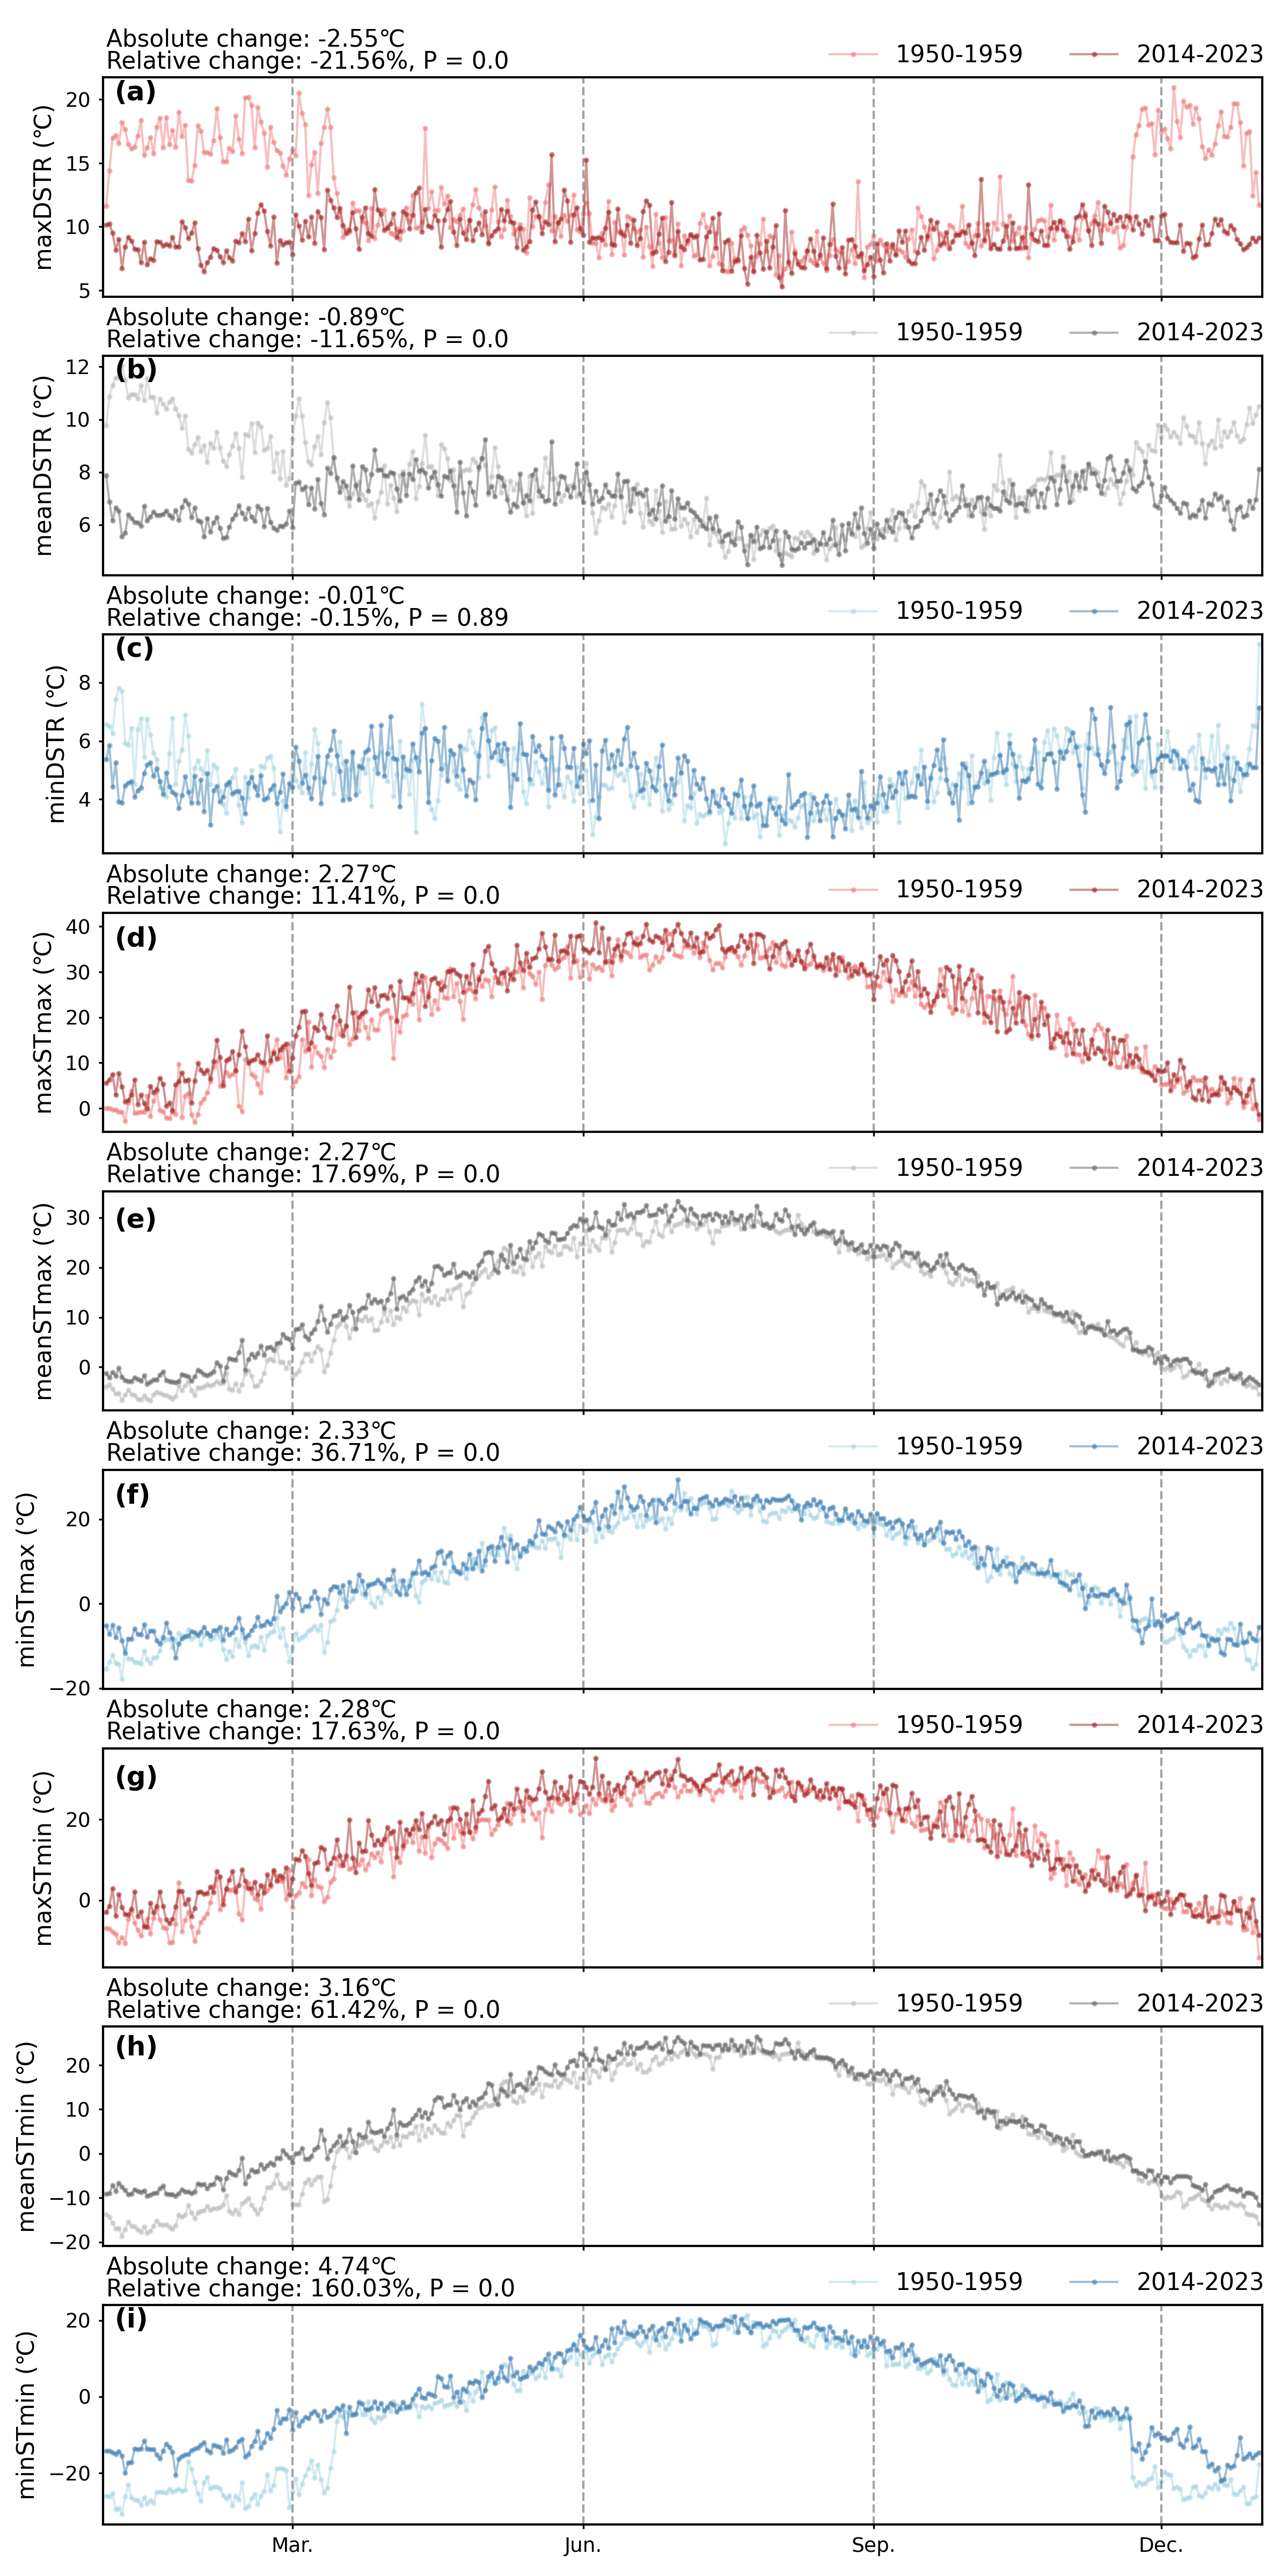 Absolute change: -2.55℃
Relative change: -21.56%, P = 0.0
1950-1959 2014-2023
(a)
maxDSTR (℃)
20
15
10
5
Absolute change: -0.89℃
Relative change: -11.65%, P = 0.0
1950-1959 2014-2023
(b)
meanDSTR (℃)
12
10
8
6
Absolute change: -0.01℃
Relative change: -0.15%, P = 0.89
1950-1959 2014-2023
(c)
minDSTR (℃)
8
6
4
Absolute change: 2.27℃
Relative change: 11.41%, P = 0.0
1950-1959 2014-2023
(d)
maxSTmax (℃)
40
30
20
10
0
Absolute change: 2.27℃
Relative change: 17.69%, P = 0.0
1950-1959 2014-2023
(e)
meanSTmax (℃)
30
20
10
0
Absolute change: 2.33℃
Relative change: 36.71%, P = 0.0
1950-1959 2014-2023
(f)
minSTmax (℃)
20
0
−20
Absolute change: 2.28℃
Relative change: 17.63%, P = 0.0
1950-1959 2014-2023
(g)
maxSTmin (℃)
20
0
Absolute change: 3.16℃
Relative change: 61.42%, P = 0.0
1950-1959 2014-2023
(h)
meanSTmin (℃)
20
10
0
−10
−20
Absolute change: 4.74℃
Relative change: 160.03%, P = 0.0
1950-1959 2014-2023
(i)
minSTmin (℃)
20
0
−20
Mar. Jun. Sep. Dec.